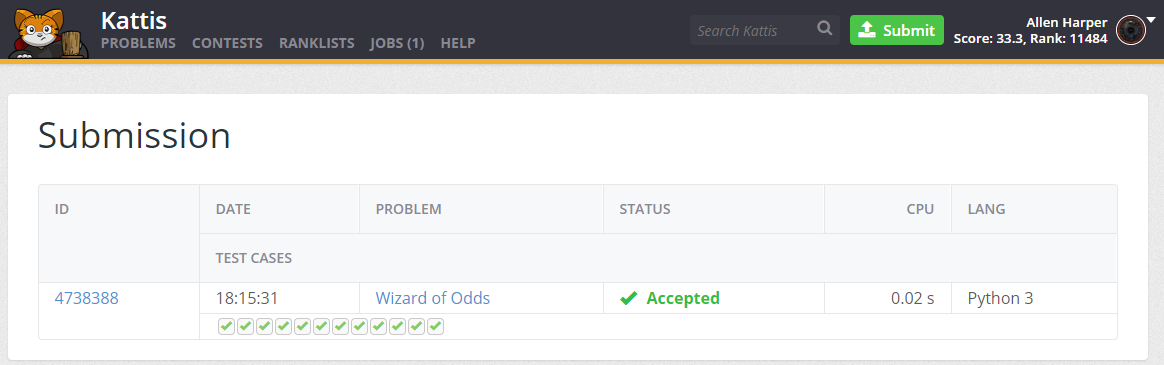 Kattis
PROBLEMS CONTESTS RANKLISTS JOBS (1) HELP
Search Kattis
Submit
Allen Harper
Score: 33.3, Rank: 11484
Submission
ID DATE PROBLEM STATUS CPU LANG
TEST CASES
4738388 18:15:31 Wizard of Odds Accepted 0.02 s Python 3